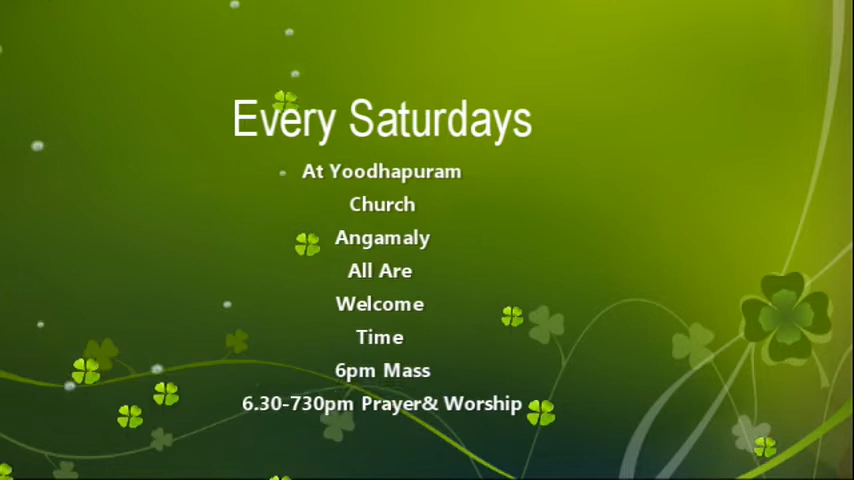 Every Saturdays
At Yoodhapuram
Church
Angamaly
All Are
Welcome
Time
6pm Mass
6.30-730pm Prayer& Worship